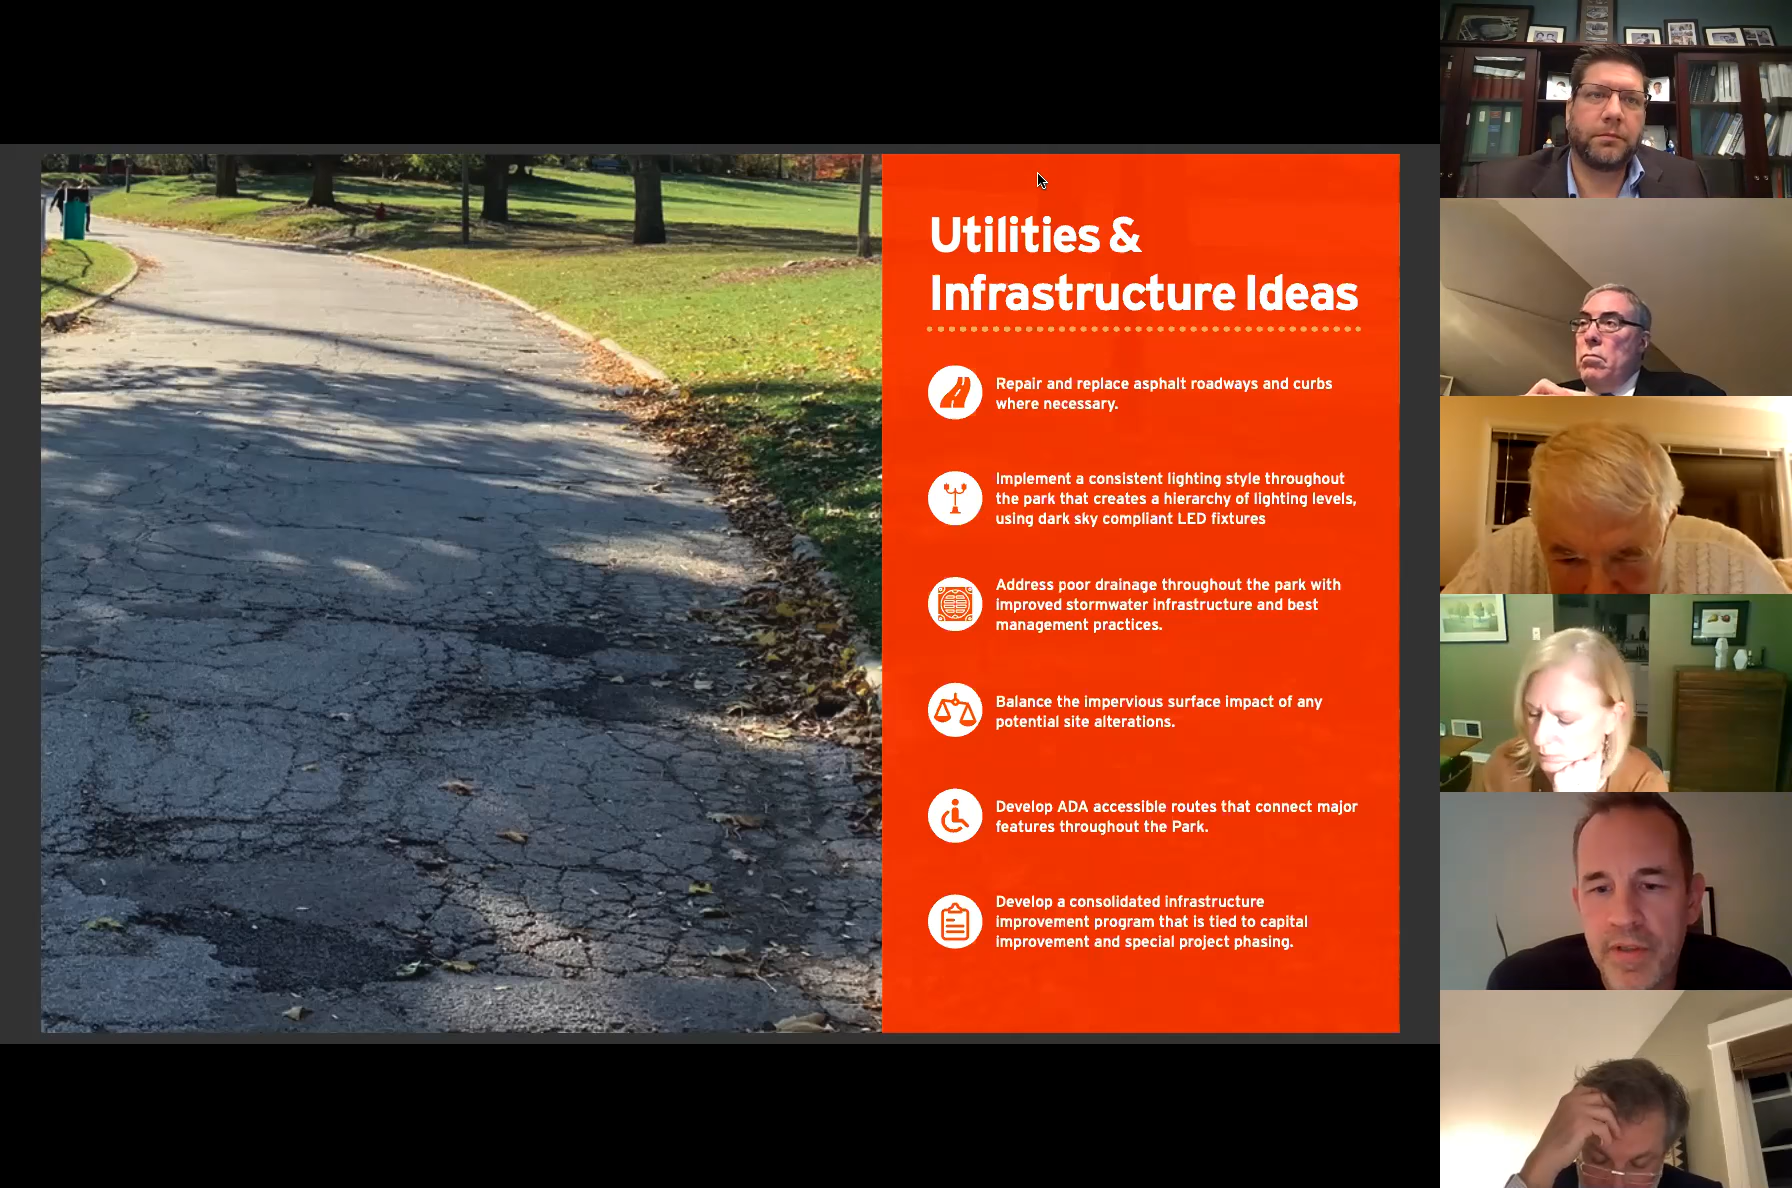 Utilities &
Infrastructure Ideas
Repair and replace asphalt roadways and curbs
where necessary.
Implement a consistent lighting style throughout
the park that creates a hierarchy of lighting levels,
using dark sky compliant LED fixtures
Address poor drainage throughout the park with
improved stormwater infrastructure and best
management practices.
Balance the impervious surface impact of any
potential site alterations.
Develop ADA accessible routes that connect major
features throughout the Park.
Develop a consolidated infrastructure
improvement program that is tied to capital
improvement and special project phasing.